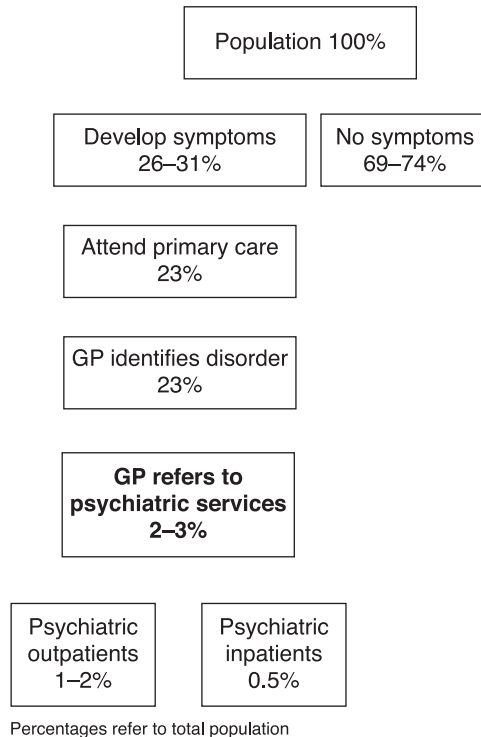 Population 100%
Develop symptoms
26–31%
No symptoms
69–74%
Attend primary care
23%
GP identifies disorder
23%
GP refers to
psychiatric services
2–3%
Psychiatric
outpatients
1–2%
Psychiatric
inpatients
0.5%
Percentages refer to total population